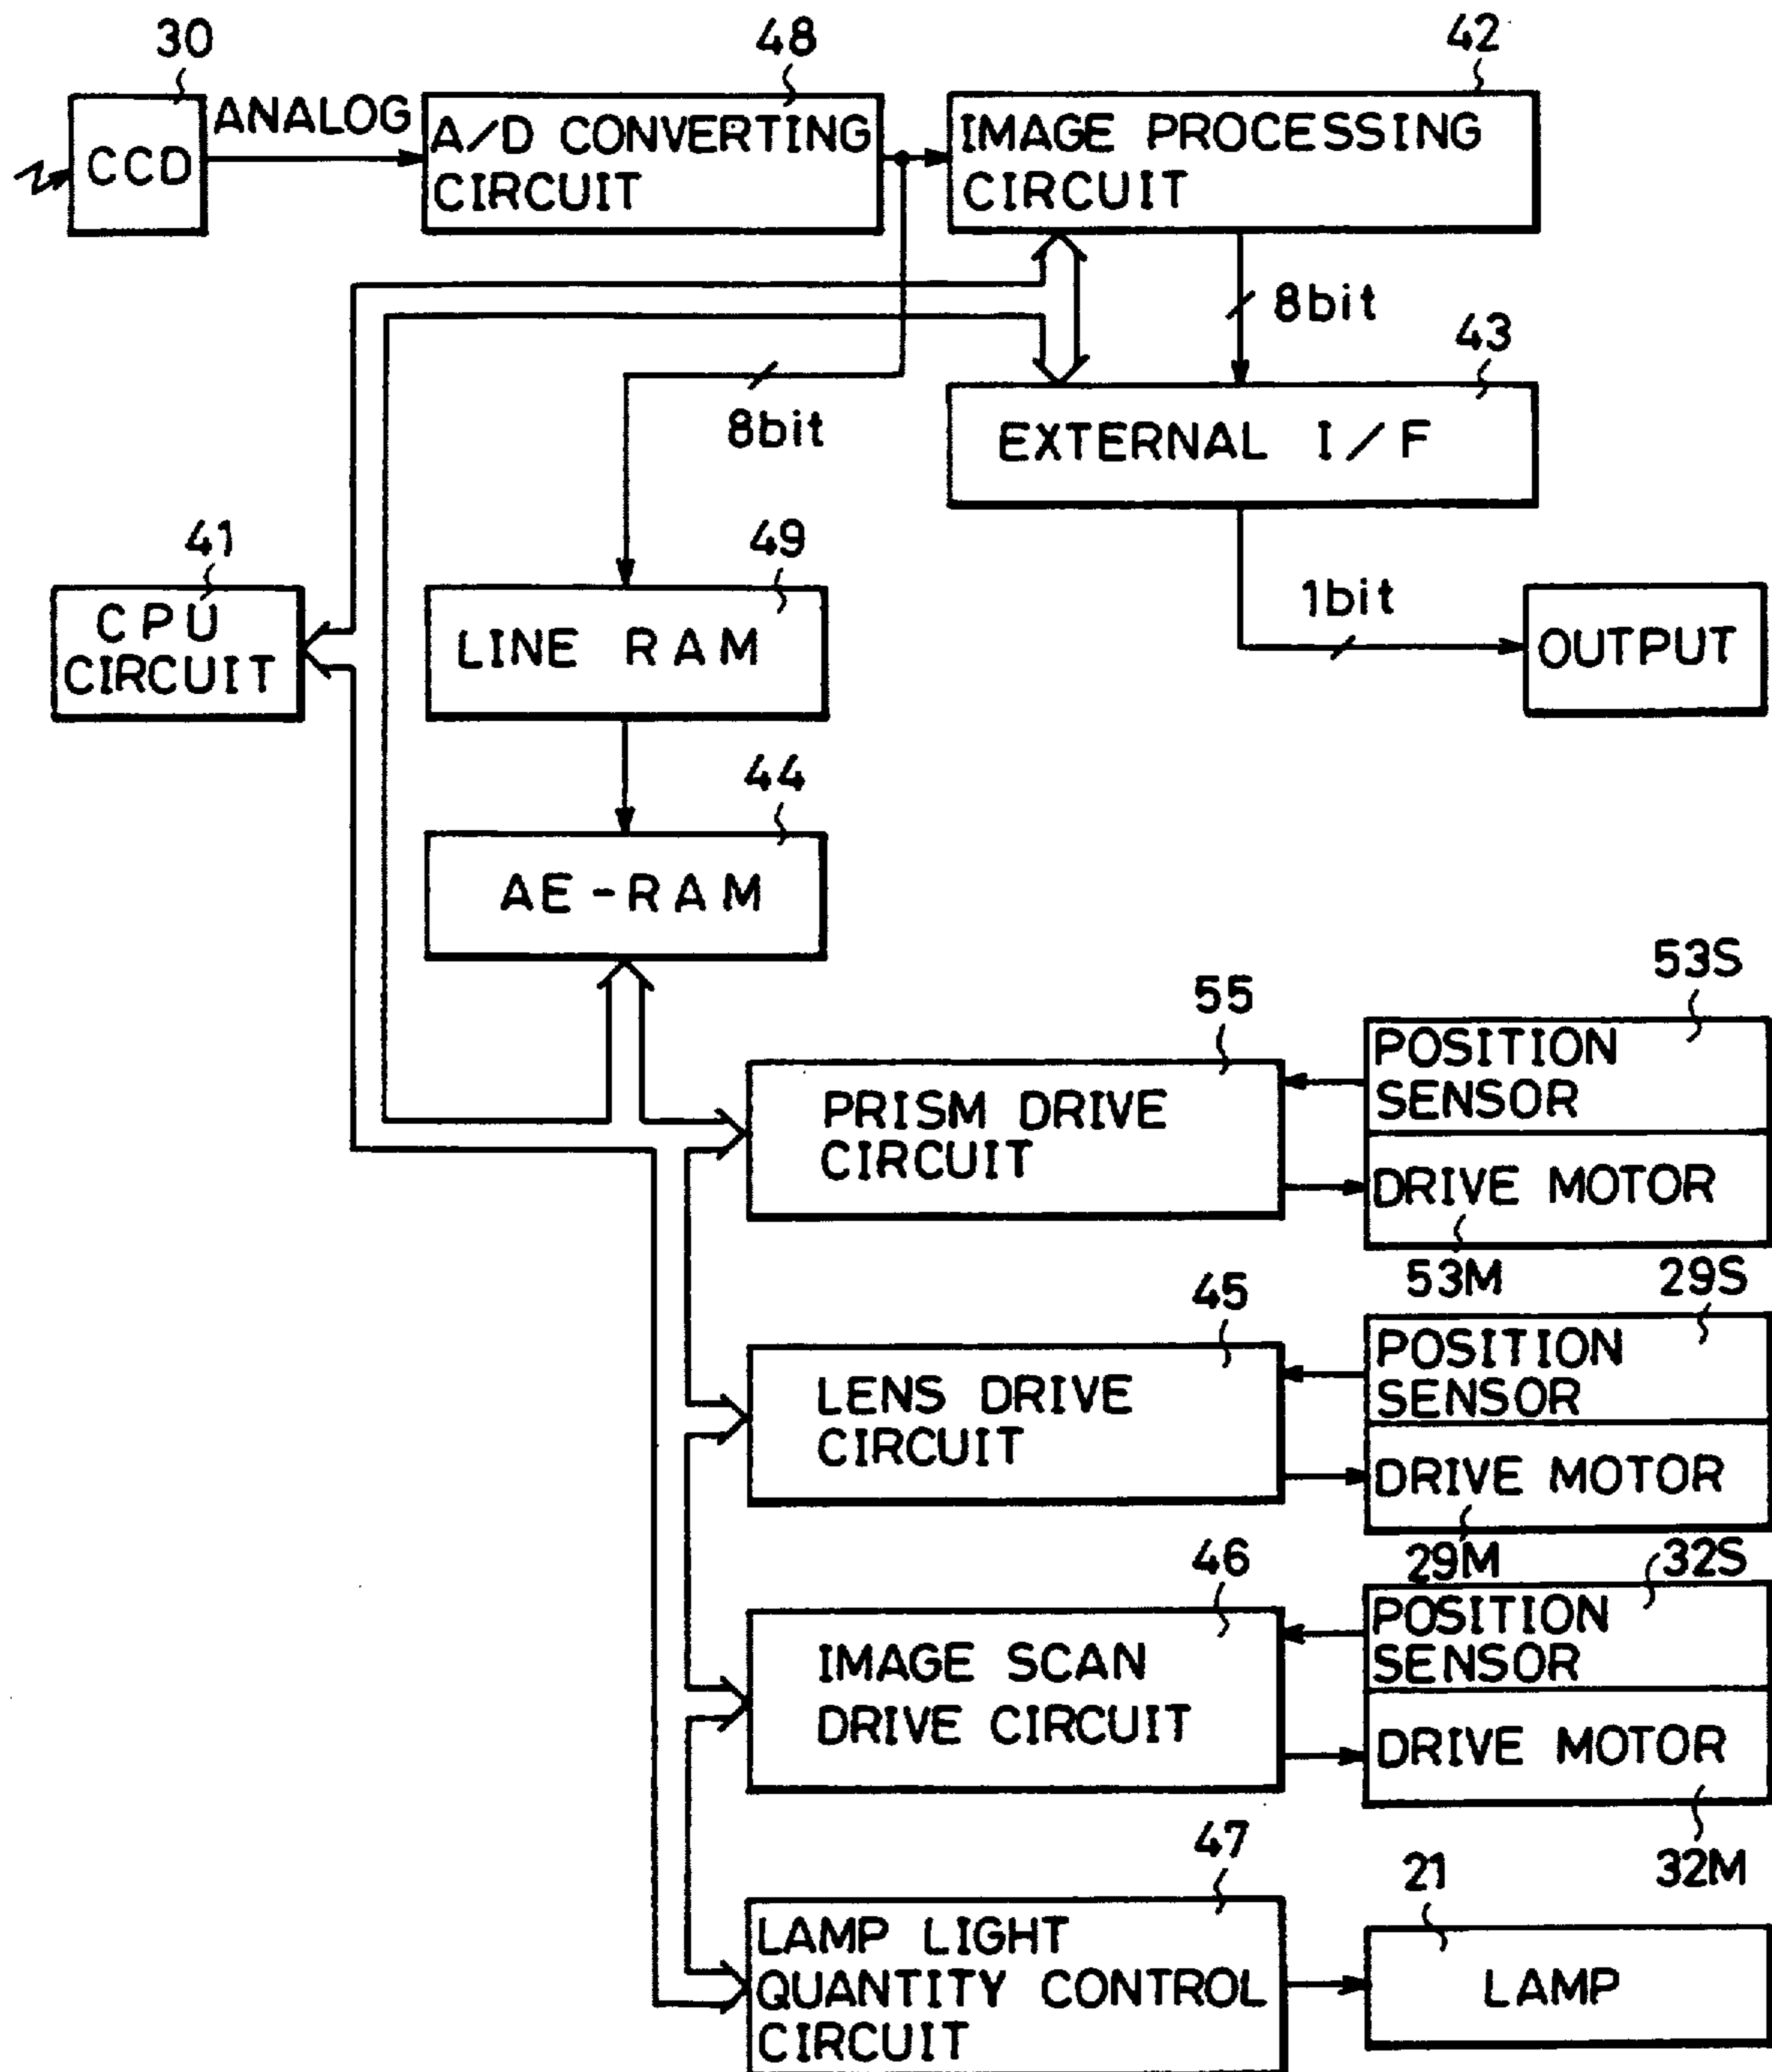 30
48
42
CCD
ANALOG
A/D CONVERTING
CIRCUIT
IMAGE PROCESSING
CIRCUIT
8bit
43
8bit
EXTERNAL I/F
41
49
CPU
CIRCUIT
LINE RAM
1bit
OUTPUT
44
AE-RAM
55
53S
PRISM DRIVE
CIRCUIT
POSITION
SENSOR
DRIVE MOTOR
53M
45
29S
LENS DRIVE
CIRCUIT
POSITION
SENSOR
DRIVE MOTOR
29M
46
32S
IMAGE SCAN
DRIVE CIRCUIT
POSITION
SENSOR
DRIVE MOTOR
32M
47
21
LAMP LIGHT
QUANTITY CONTROL
CIRCUIT
LAMP